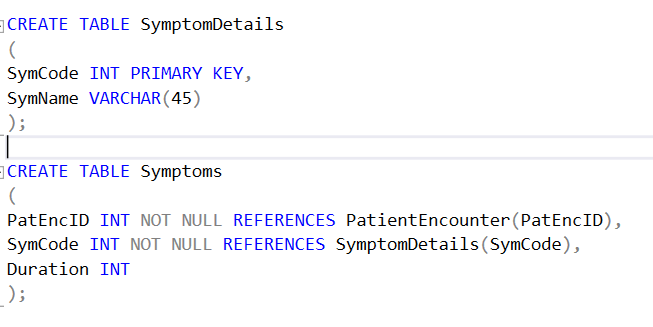 CREATE TABLE SymptomDetails
(
SymCode INT PRIMARY KEY,
SymName VARCHAR(45)
);
CREATE TABLE Symptoms
(
PatEncID INT NOT NULL REFERENCES PatientEncounter(PatEncID),
SymCode INT NOT NULL REFERENCES SymptomDetails(SymCode),
Duration INT
);